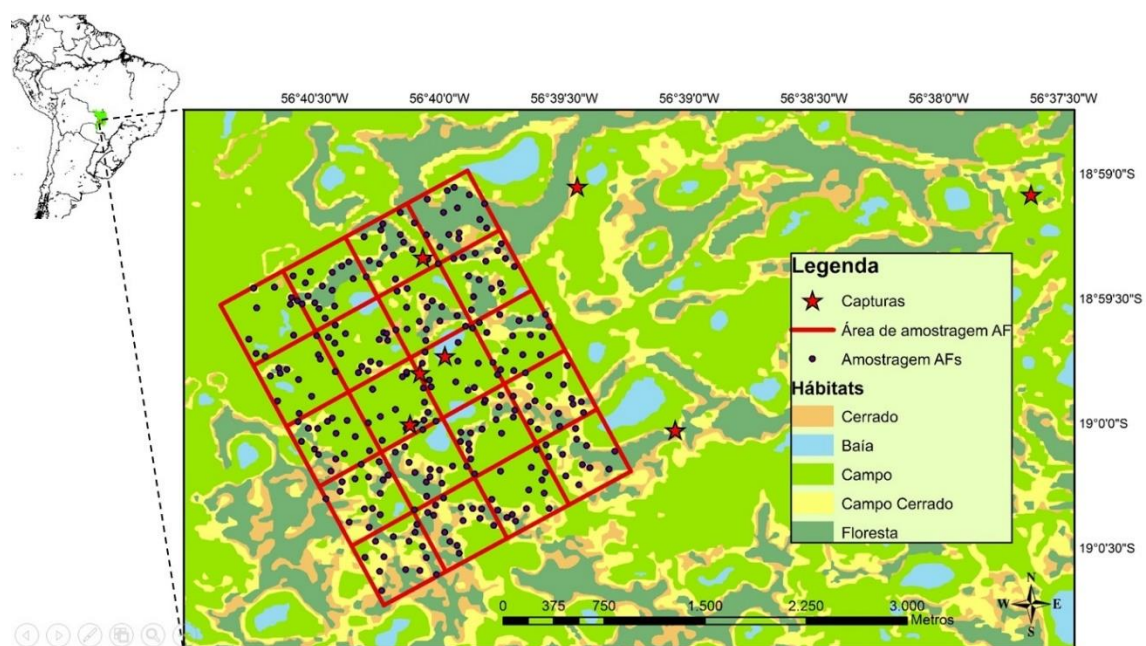 56°40'30"W 56°40'0"W 56°39'30"W 56°39'0"W 56°38'30"W 56°38'0"W 56°37'30"W
18°59'0"S
18°59'30"S
19°0'0"S
19°0'30"S
Legenda
Capturas
Área de amostragem AF
Amostragem AFs
Hábitats
Cerrado
Baía
Campo
Campo Cerrado
Floresta
0 375 750 1.500 2.250 3.000
Metros
N
W E
S